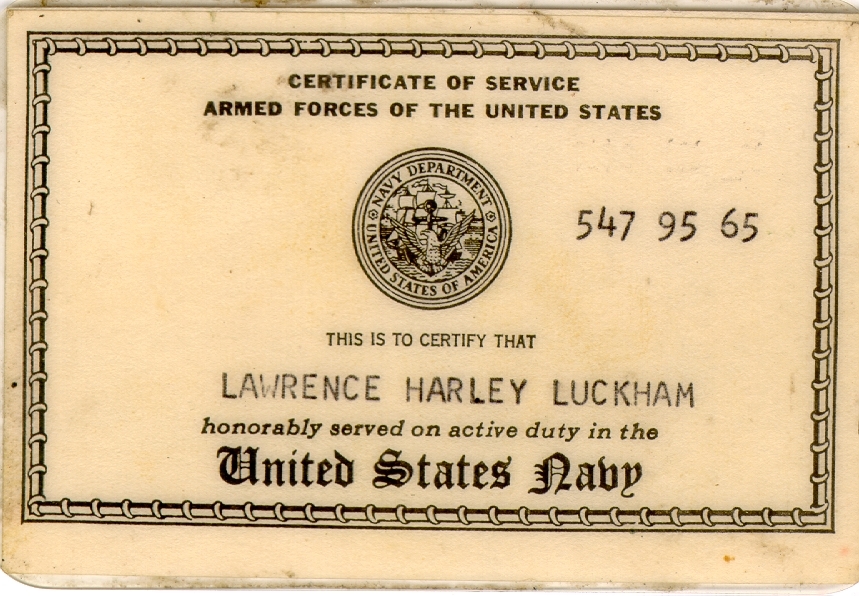 CERTIFICATE OF SERVICE
ARMED FORCES OF THE UNITED STATES
NAVY DEPARTMENT
UNITED STATES OF AMERICA
547 95 65
THIS IS TO CERTIFY THAT
LAWRENCE HARLEY LUCKHAM
honorably served on active duty in the
United States Navy